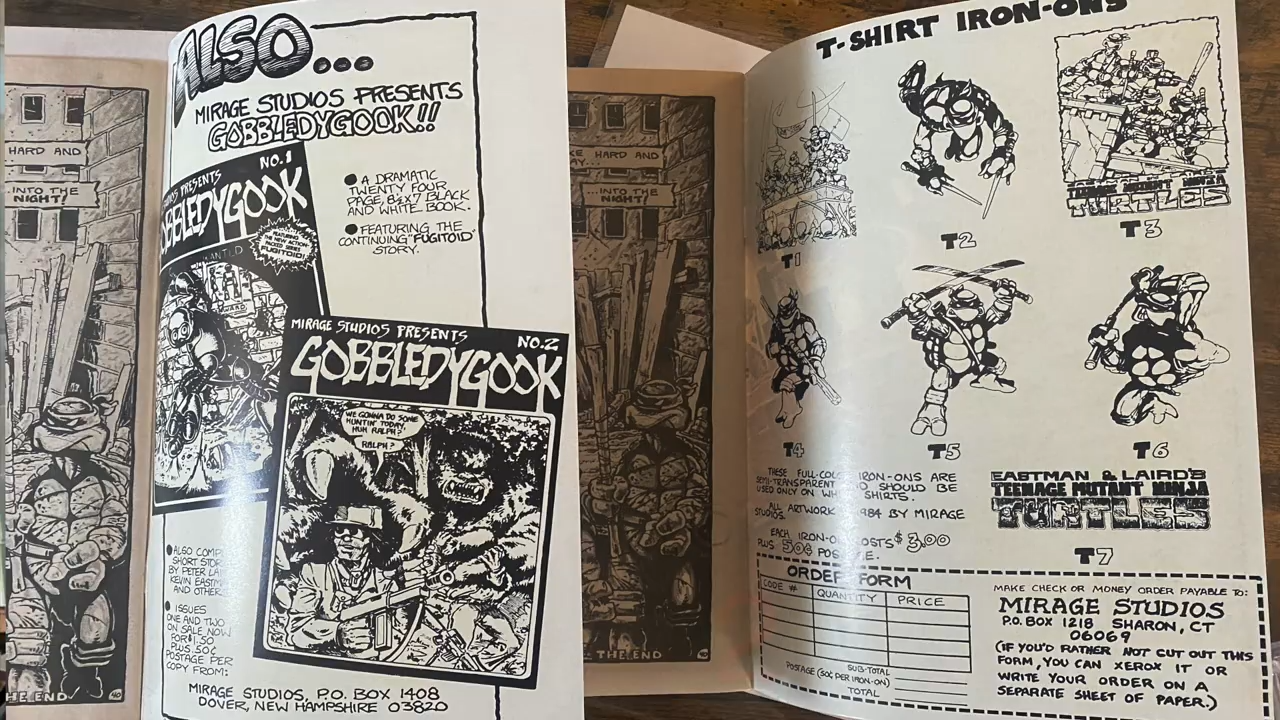 HARD AND
INTO THE
NIGHT!
THE END
40
ALSO...
MIRAGE STUDIOS PRESENTS
GOBBLEDYGOOK!!
NO.1
PRESENTS
GOBBLEDYGOOK
FUGITOID!
● A DRAMATIC
TWENTY FOUR
PAGE, 8½x7 BLACK
AND WHITE BOOK.
● FEATURING THE
CONTINUING "FUGITOID"
STORY.
MIRAGE STUDIOS PRESENTS
NO.2
GOBBLEDYGOOK
WE GONNA DO SOME
HUNTIN' TODAY,
HUH RALPH?
RALPH?
● ALSO COMP
SHORT STOR
BY PETER LA
KEVIN EASTM
AND OTHER
● ISSUES
ONE AND TWO
ON SALE NOW
FOR $1.50
PLUS 50¢
POSTAGE PER
COPY FROM:
MIRAGE STUDIOS, P.O. BOX 1408
DOVER, NEW HAMPSHIRE 03820
HARD AND
...INTO THE
NIGHT!
THE END
T-SHIRT IRON-ONS
T1
T2
TEENAGE MUTANT NINJA
TURTLES
T3
T4
T5
T6
THESE FULL-COL IRON-ONS ARE
SEMI-TRANSPARENT SHOULD BE
USED ONLY ON WH SHIRTS.
ALL ARTWORK 1984 BY MIRAGE
STUDIOS.
EACH IRON-O COSTS $3.00
PLUS 50¢ POS E.
EASTMAN & LAIRD'S
TEENAGE MUTANT NINJA
TURTLES
T7
ORDER FORM
CODE # QUANTITY PRICE
SUB-TOTAL
POSTAGE (50¢ PER IRON-ON)
TOTAL
MAKE CHECK OR MONEY ORDER PAYABLE TO:
MIRAGE STUDIOS
P.O. BOX 1218 SHARON, CT
06069
(IF YOU'D RATHER NOT CUT OUT THIS
FORM, YOU CAN XEROX IT OR
WRITE YOUR ORDER ON A
SEPARATE SHEET OF PAPER.)